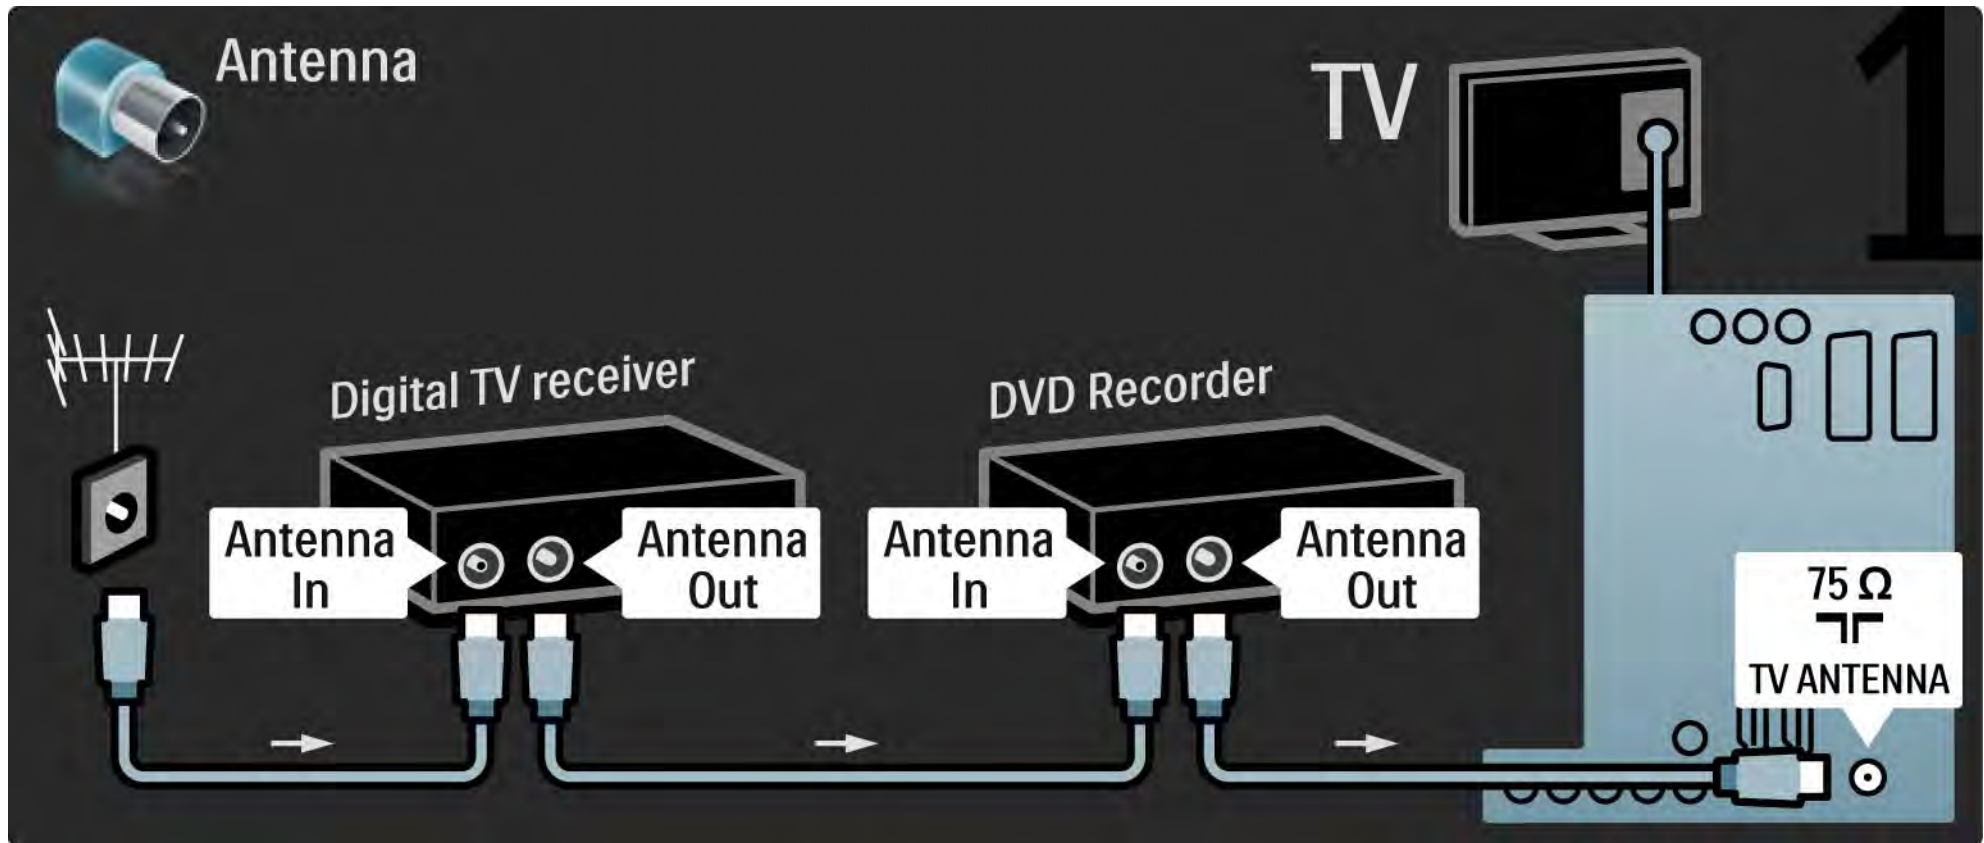 Antenna
TV
1
Digital TV receiver
DVD Recorder
Antenna
In
Antenna
Out
Antenna
In
Antenna
Out
75 Ω
TV ANTENNA